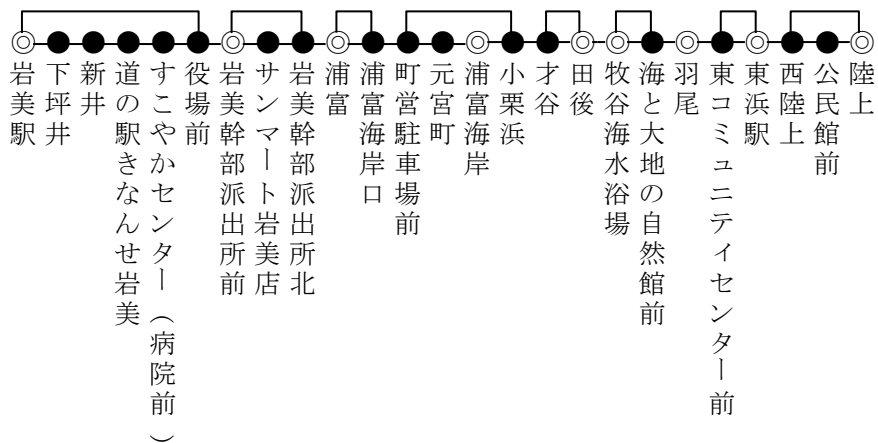 岩美駅
下坪井
新井
道の駅きなんせ岩美
すこやかセンター（病院前）
役場前
岩美幹部派出所前
サンマート岩美店
岩美幹部派出所北
浦富
浦富海岸口
町営駐車場前
元宮町
浦富海岸
小栗浜
才谷
田後
牧谷海水浴場
海と大地の自然館前
羽尾
東コミュニティセンター前
東浜駅
西陸上
公民館前
陸上